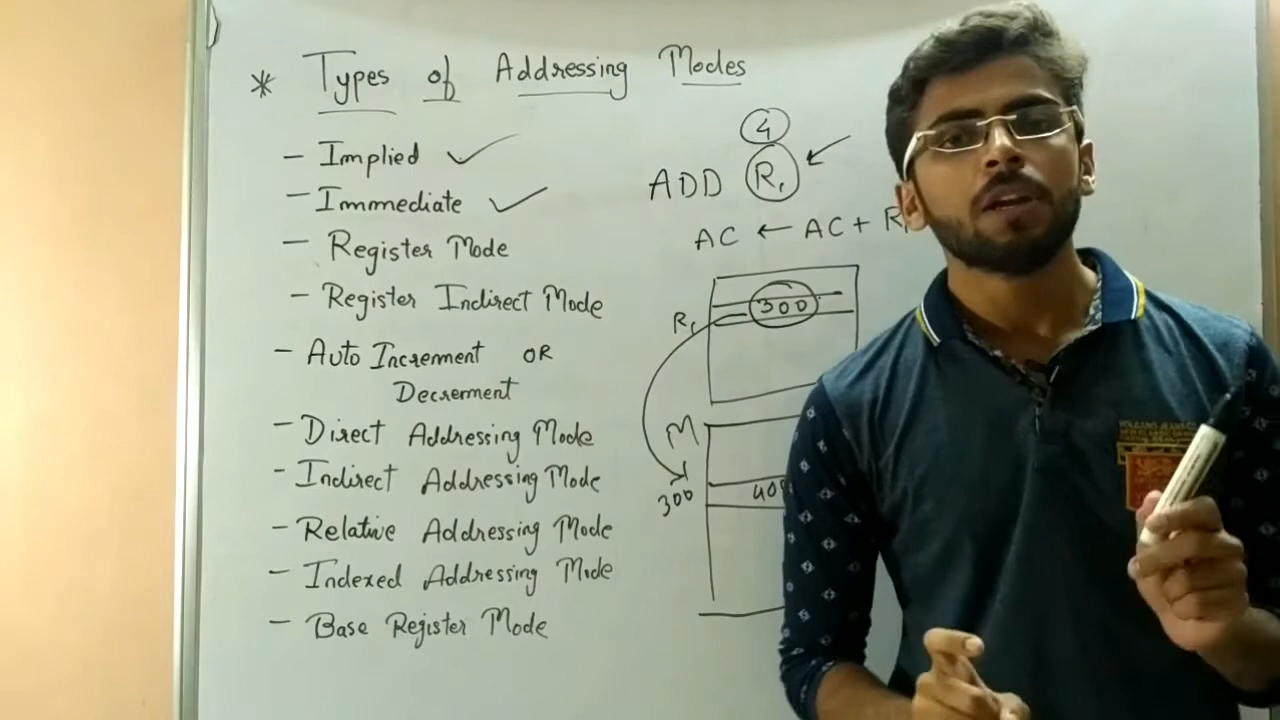 * Types of Addressing Modes
- Implied ✓
- Immediate ✓
- Register Mode
- Register Indirect Mode
- Auto Increment OR
Decrement
- Direct Addressing Mode
- Indirect Addressing Mode
- Relative Addressing Mode
- Indexed Addressing Mode
- Base Register Mode
4
ADD R₁
AC ← AC + R₁
300
R₁
M
300